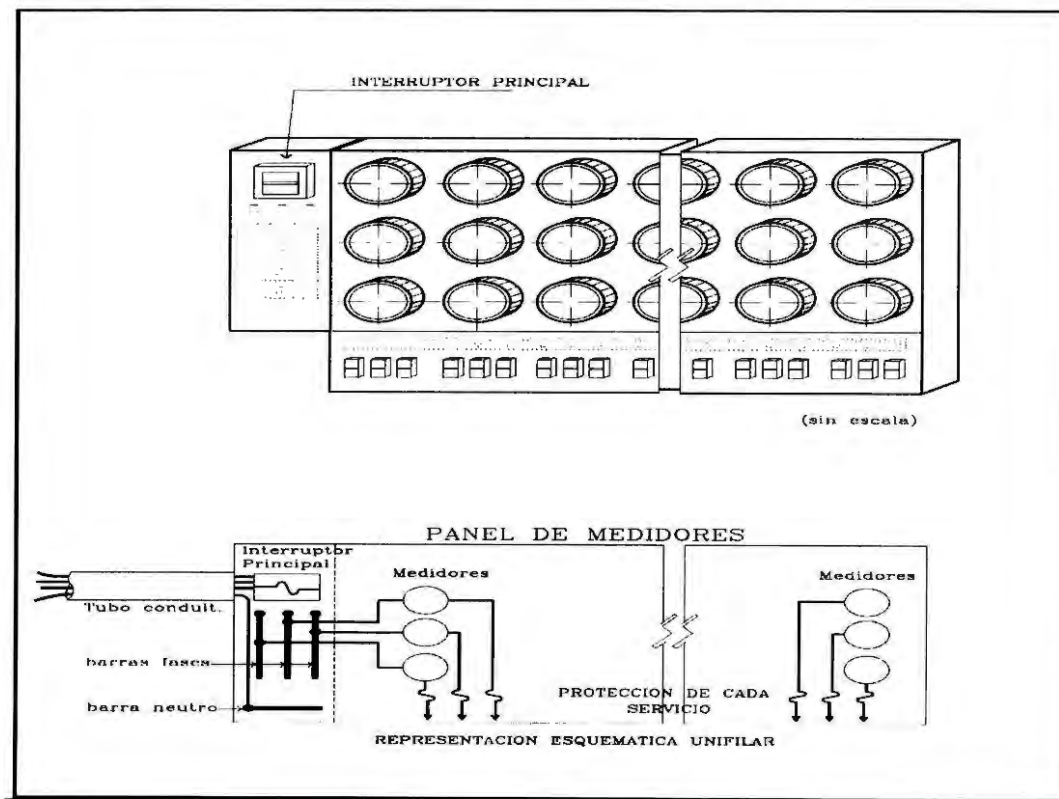 INTERRUPTOR PRINCIPAL
(sin escala)
PANEL DE MEDIDORES
Interruptor
Principal
Medidores
Medidores
Tubo conduit.
barras fases
barra neutro
PROTECCION DE CADA
SERVICIO
REPRESENTACION ESQUEMATICA UNIFILAR